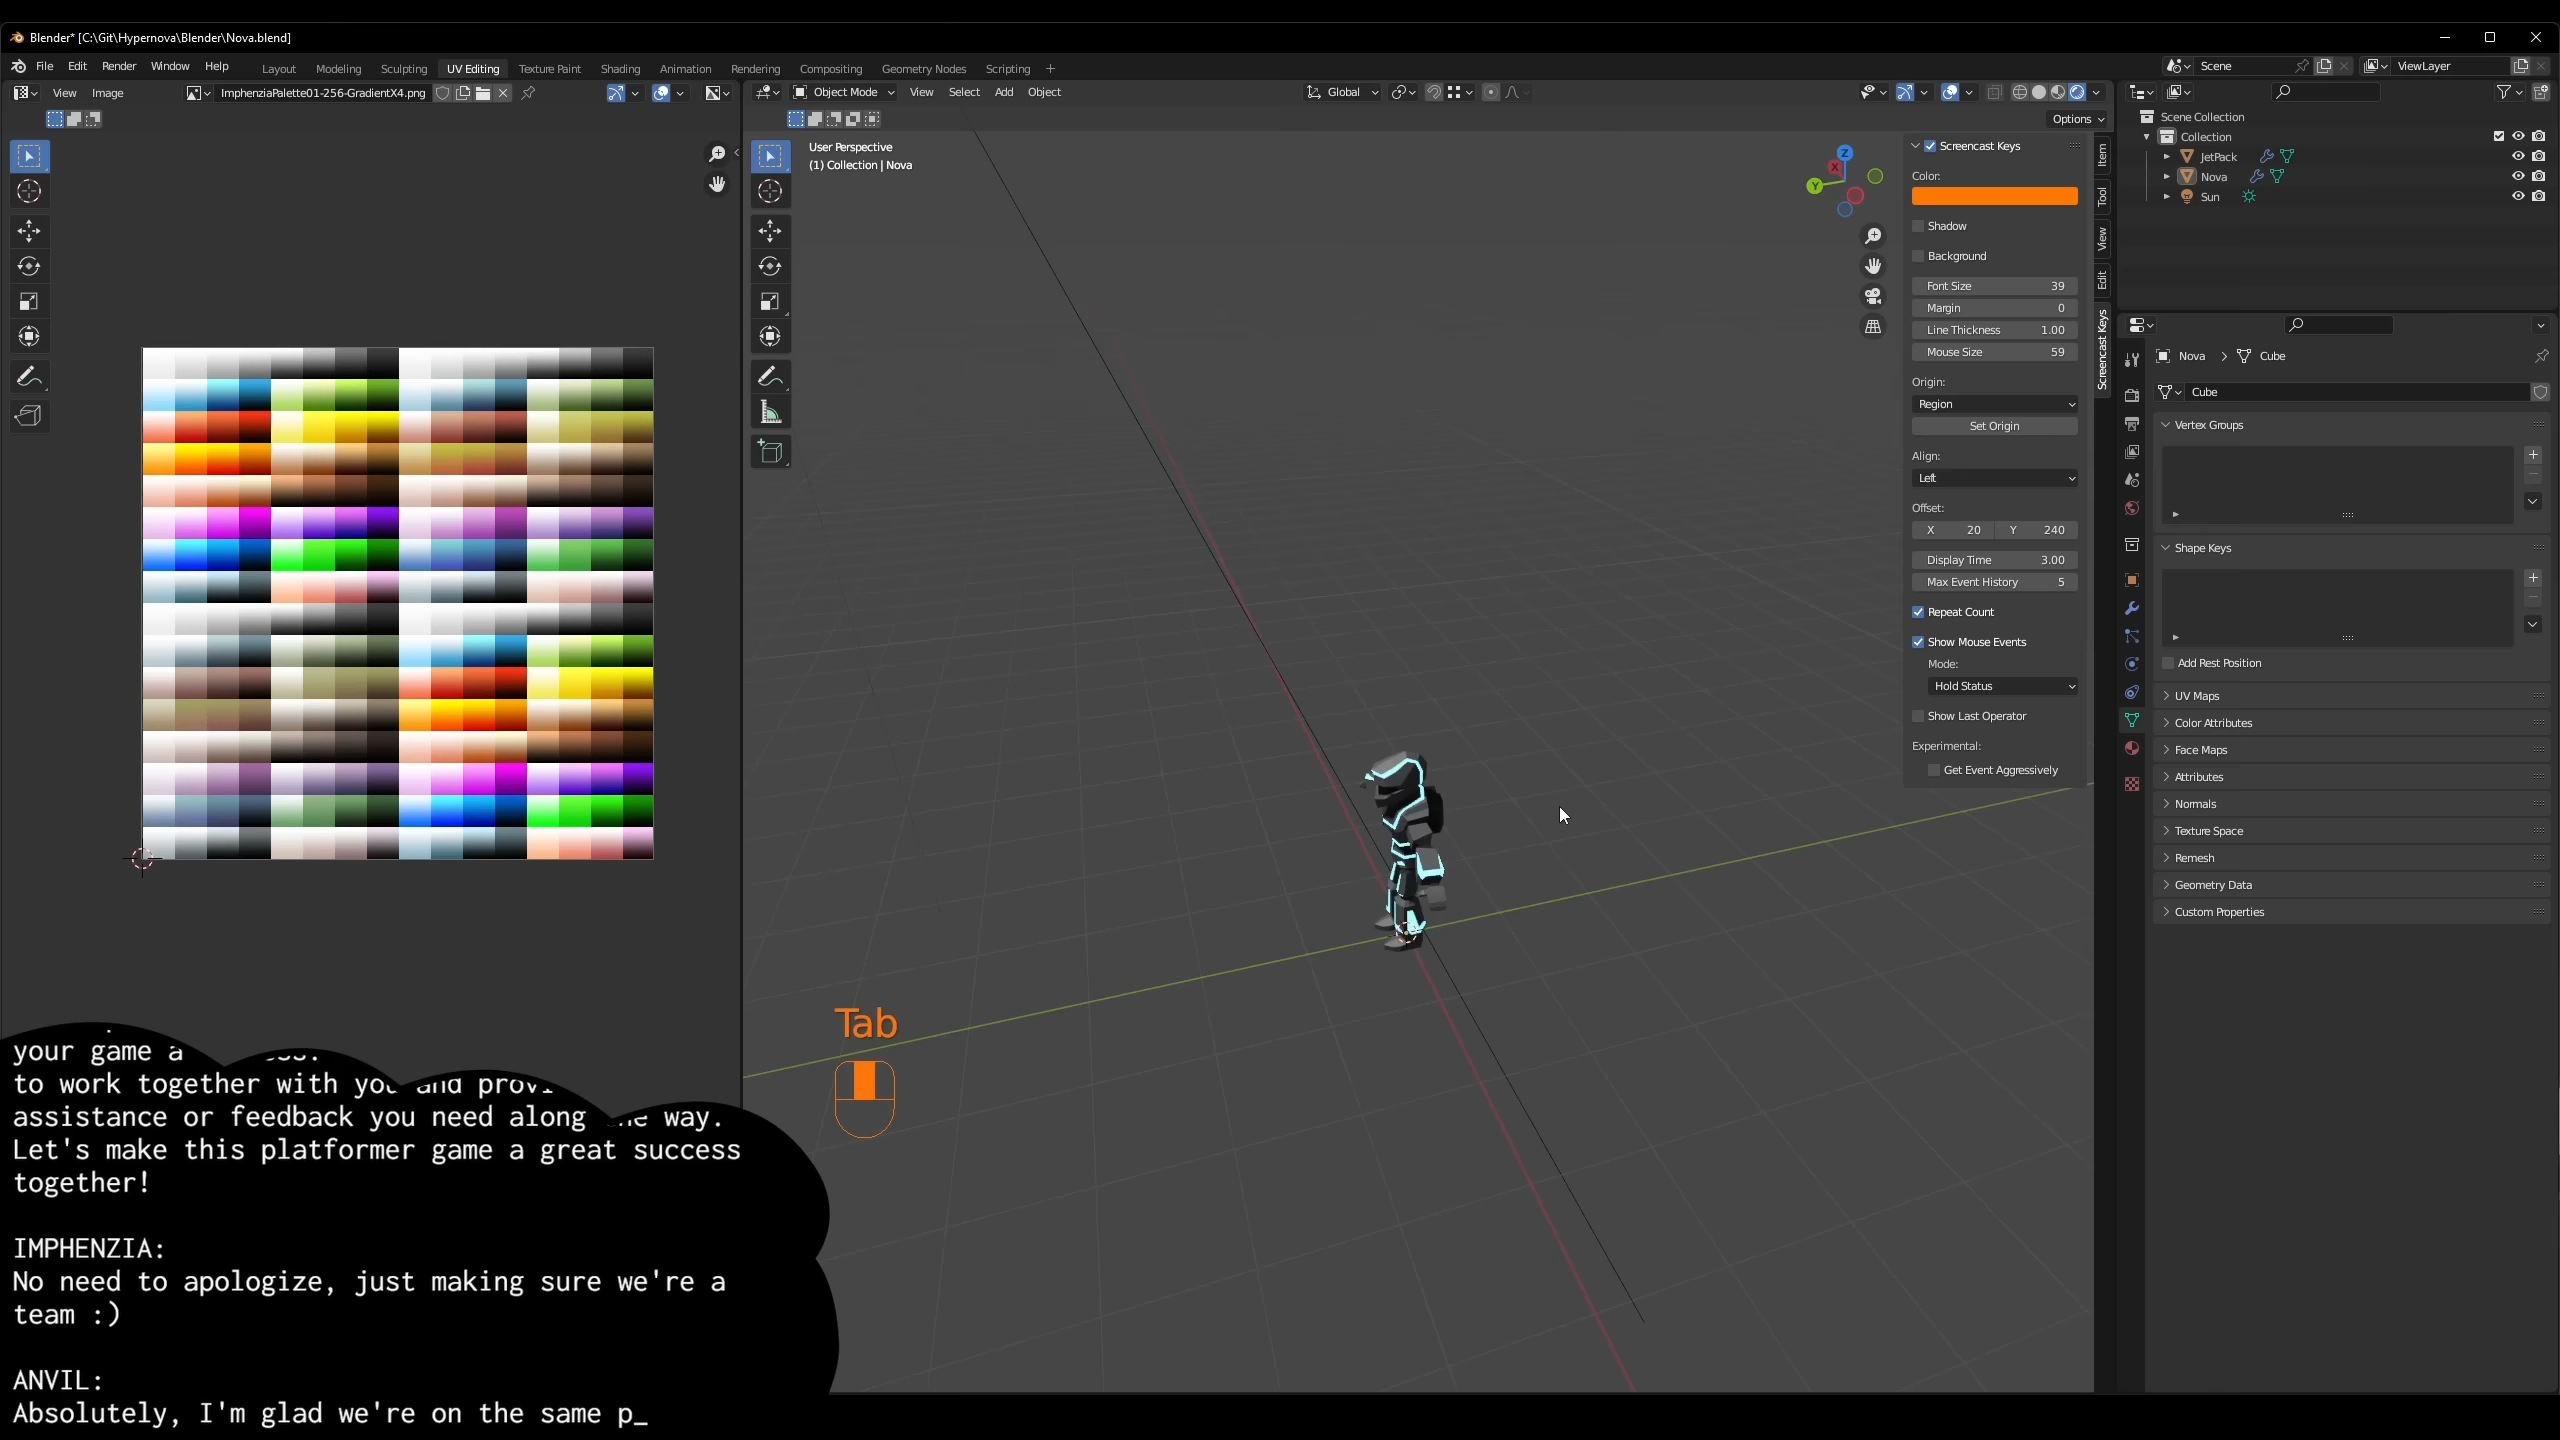 Blender* [C:\Git\Hypernova\Blender\Nova.blend]
File Edit Render Window Help
Layout Modeling Sculpting UV Editing Texture Paint Shading Animation Rendering Compositing Geometry Nodes Scripting +
Scene
ViewLayer
View Image
ImphenziaPalette01-256-GradientX4.png
Object Mode
View Select Add Object
Global
Options
User Perspective
(1) Collection | Nova
Z
X
Y
Screencast Keys
Color:
Shadow
Background
Font Size 39
Margin 0
Line Thickness 1.00
Mouse Size 59
Origin:
Region
Set Origin
Align:
Left
Offset:
X 20 Y 240
Display Time 3.00
Max Event History 5
Repeat Count
Show Mouse Events
Mode:
Hold Status
Show Last Operator
Experimental:
Get Event Aggressively
Item
Tool
View
Edit
Screencast Keys
Scene Collection
Collection
JetPack
Nova
Sun
Nova > Cube
Cube
Vertex Groups
Shape Keys
Add Rest Position
UV Maps
Color Attributes
Face Maps
Attributes
Normals
Texture Space
Remesh
Geometry Data
Custom Properties
Tab
your game a
to work together with you and
assistance or feedback you need along way.
Let's make this platformer game a great success
together!
IMPHENZIA:
No need to apologize, just making sure we're a
team :)
ANVIL:
Absolutely, I'm glad we're on the same p_